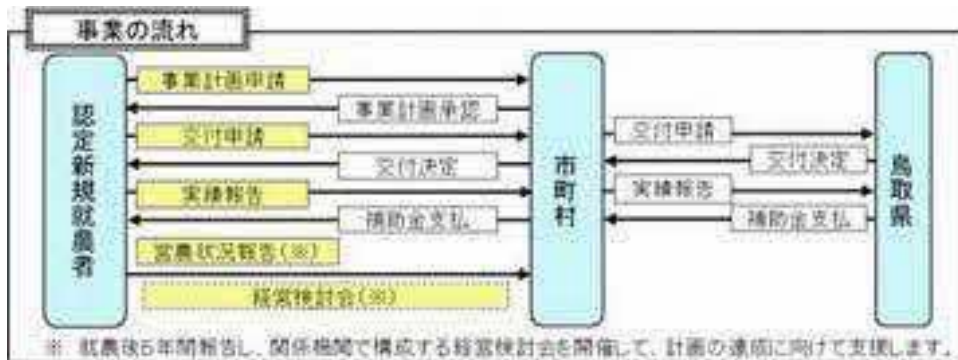 事業の流れ
認定新規就農者
市町村
鳥取県
事業計画申請
事業計画承認
交付申請
交付決定
実績報告
補助金支払
営農状況報告(※)
経営検討会(※)
交付申請
交付決定
実績報告
補助金支払
※ 就農後5年間報告し、関係機関で構成する経営検討会を開催して、計画の達成に向けて支援します。